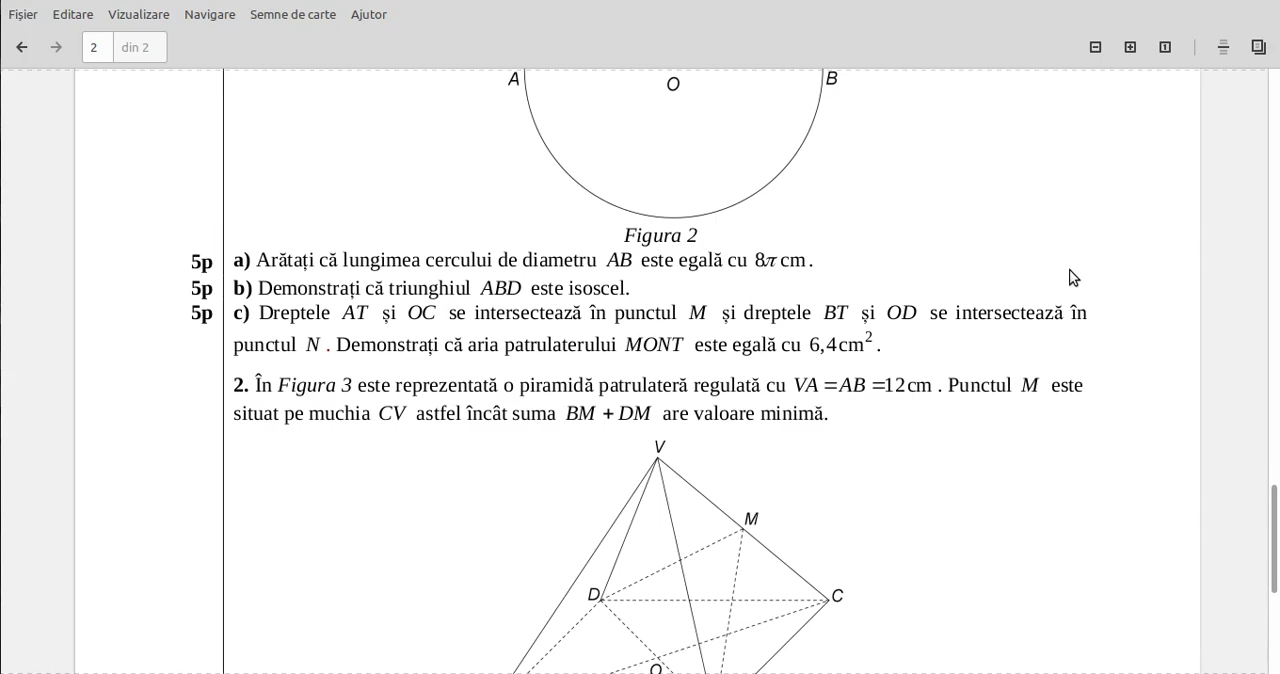 Fișier Editare Vizualizare Navigare Semne de carte Ajutor
2 din 2
A O B
Figura 2
5p a) Arătați că lungimea cercului de diametru AB este egală cu 8π cm.
5p b) Demonstrați că triunghiul ABD este isoscel.
5p c) Dreptele AT și OC se intersectează în punctul M și dreptele BT și OD se intersectează în
punctul N . Demonstrați că aria patrulaterului MONT este egală cu 6,4cm².
2. În Figura 3 este reprezentată o piramidă patrulateră regulată cu VA = AB = 12cm . Punctul M este
situat pe muchia CV astfel încât suma BM + DM are valoare minimă.
V
M
D C
O